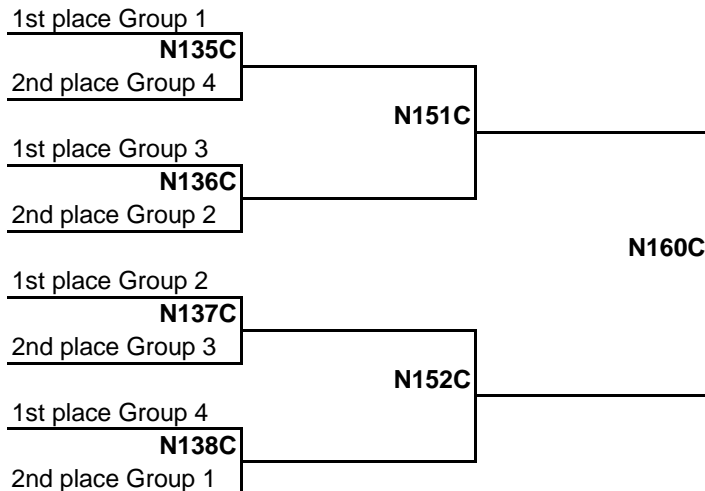 1st place Group 1
N135C
2nd place Group 4
N151C
1st place Group 3
N136C
2nd place Group 2
N160C
1st place Group 2
N137C
2nd place Group 3
N152C
1st place Group 4
N138C
2nd place Group 1